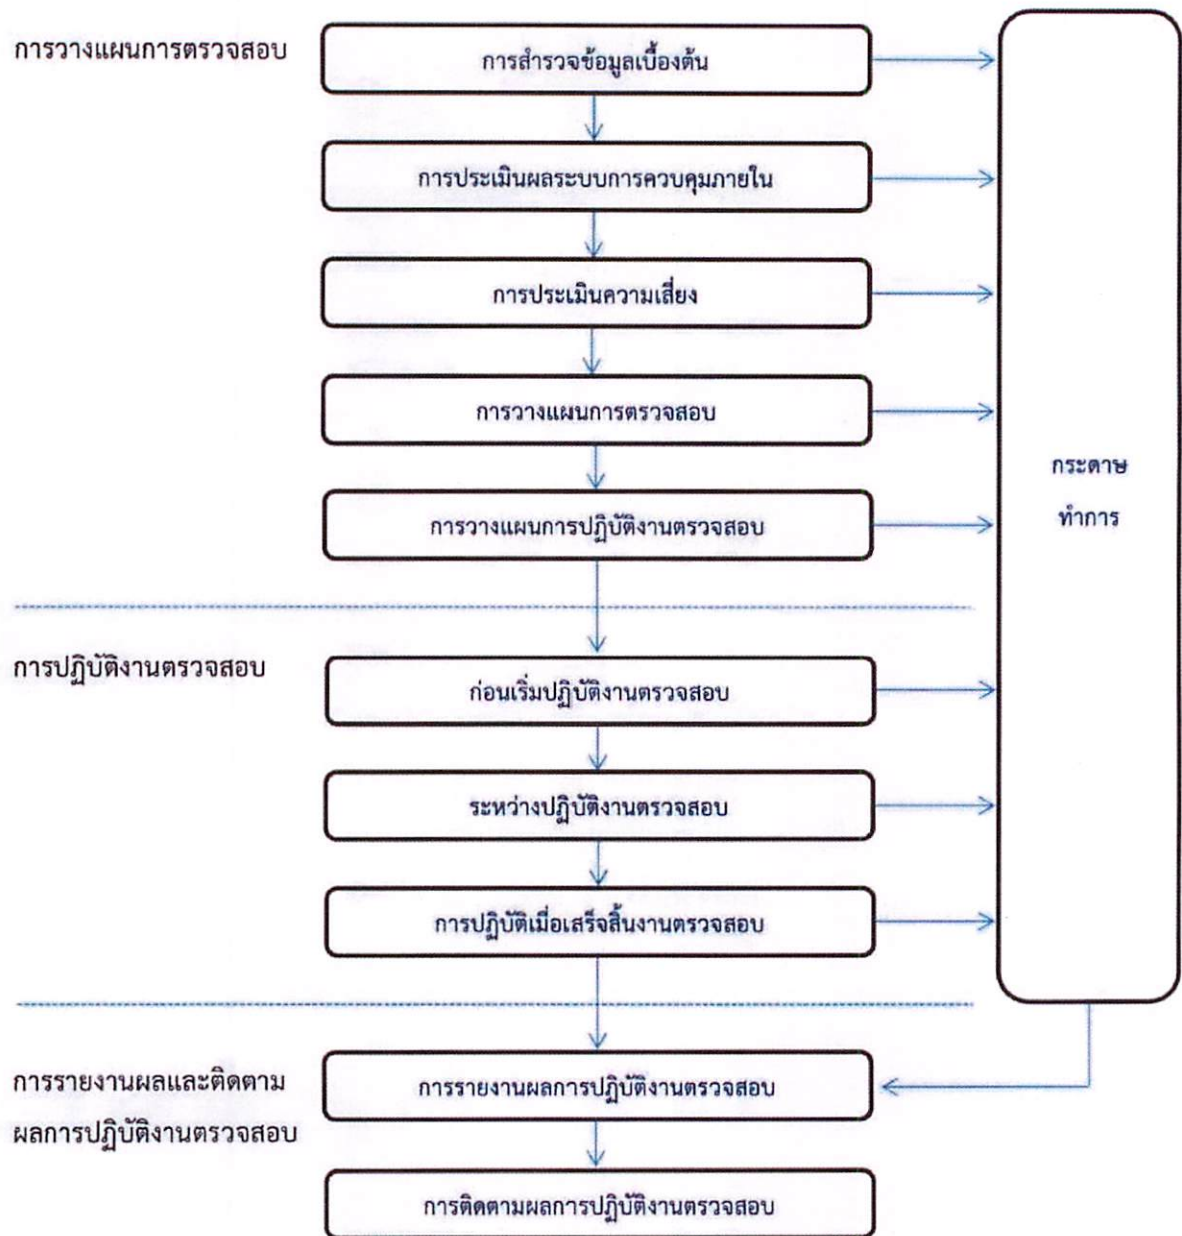 การวางแผนการตรวจสอบ
การสำรวจข้อมูลเบื้องต้น
การประเมินผลระบบการควบคุมภายใน
การประเมินความเสี่ยง
การวางแผนการตรวจสอบ
การวางแผนการปฏิบัติงานตรวจสอบ
กระดาษ
ทำการ
การปฏิบัติงานตรวจสอบ
ก่อนเริ่มปฏิบัติงานตรวจสอบ
ระหว่างปฏิบัติงานตรวจสอบ
การปฏิบัติเมื่อเสร็จสิ้นงานตรวจสอบ
การรายงานผลและติดตาม
ผลการปฏิบัติงานตรวจสอบ
การรายงานผลการปฏิบัติงานตรวจสอบ
การติดตามผลการปฏิบัติงานตรวจสอบ